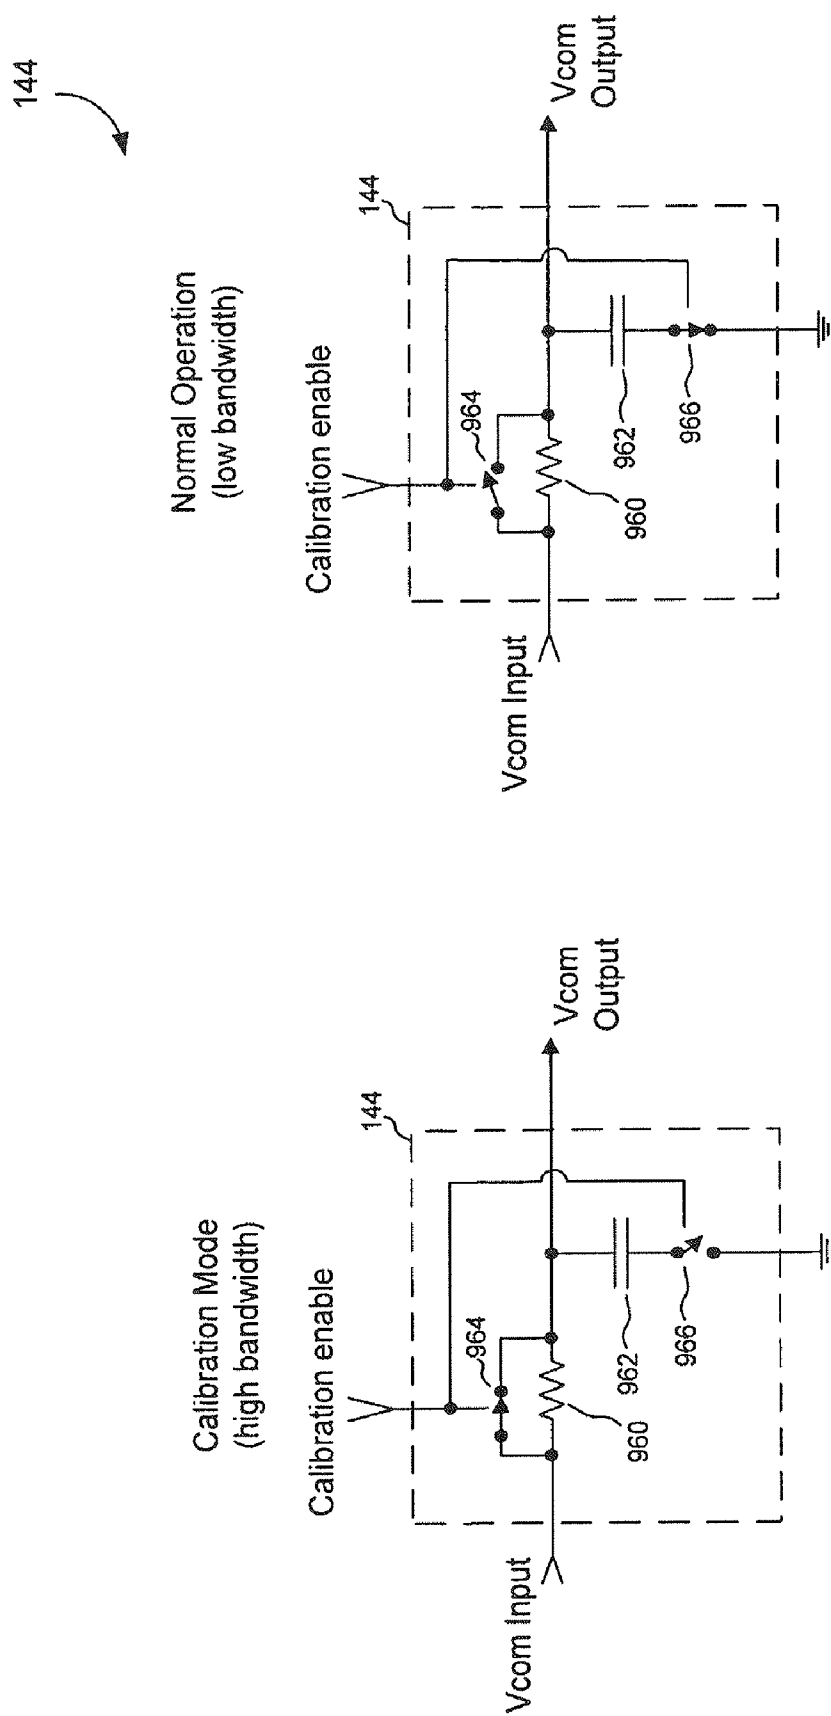 144
Calibration Mode
(high bandwidth)
Calibration enable
144
964
Vcom Input
Vcom
Output
960
962
966
Normal Operation
(low bandwidth)
Calibration enable
144
964
Vcom Input
Vcom
Output
960
962
966